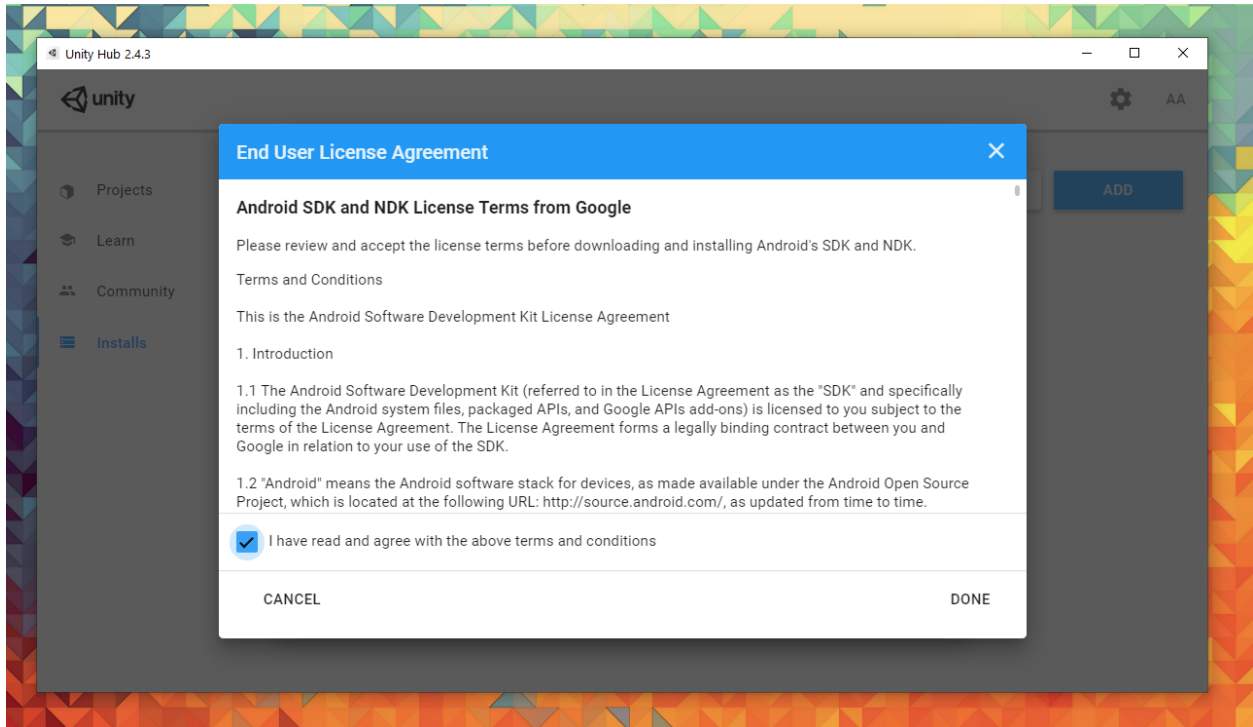 Unity Hub 2.4.3
unity
AA
End User License Agreement
Projects
Learn
Community
Installs
ADD
Android SDK and NDK License Terms from Google
Please review and accept the license terms before downloading and installing Android's SDK and NDK.
Terms and Conditions
This is the Android Software Development Kit License Agreement
1. Introduction
1.1 The Android Software Development Kit (referred to in the License Agreement as the "SDK" and specifically
including the Android system files, packaged APIs, and Google APIs add-ons) is licensed to you subject to the
terms of the License Agreement. The License Agreement forms a legally binding contract between you and
Google in relation to your use of the SDK.
1.2 "Android" means the Android software stack for devices, as made available under the Android Open Source
Project, which is located at the following URL: http://source.android.com/, as updated from time to time.
I have read and agree with the above terms and conditions
CANCEL
DONE